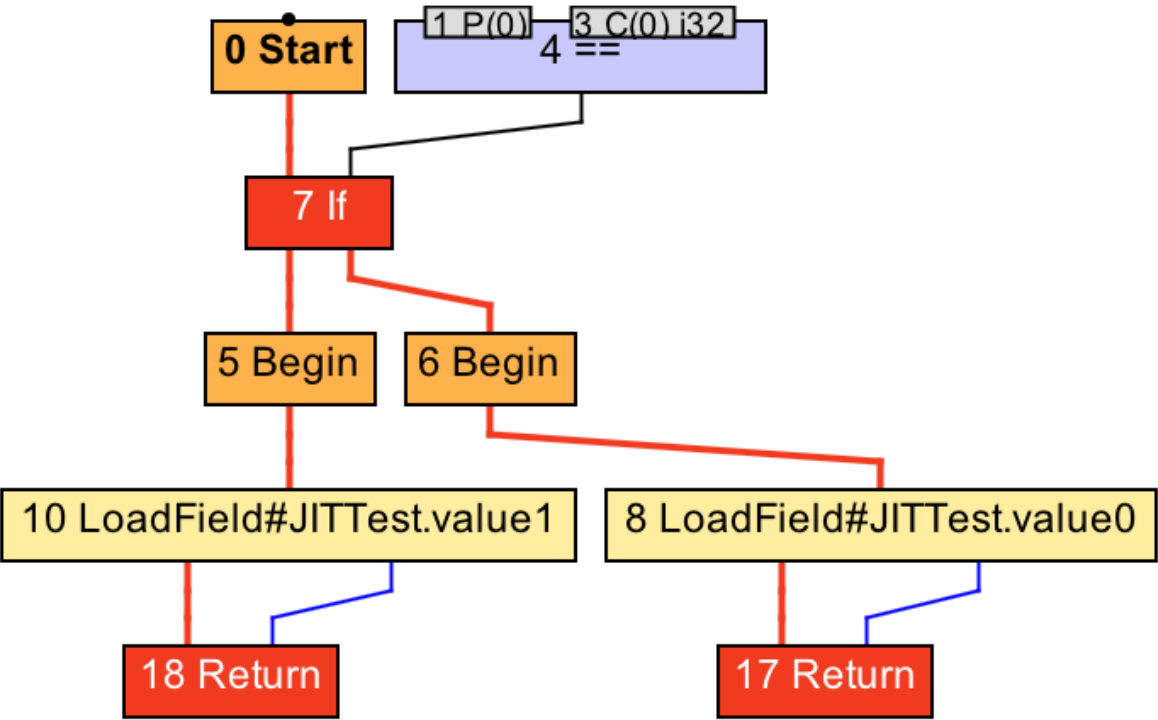 1 P(0) 3 C(0) i32
0 Start 4 ==
7 If
5 Begin 6 Begin
10 LoadField#JITTest.value1 8 LoadField#JITTest.value0
18 Return 17 Return